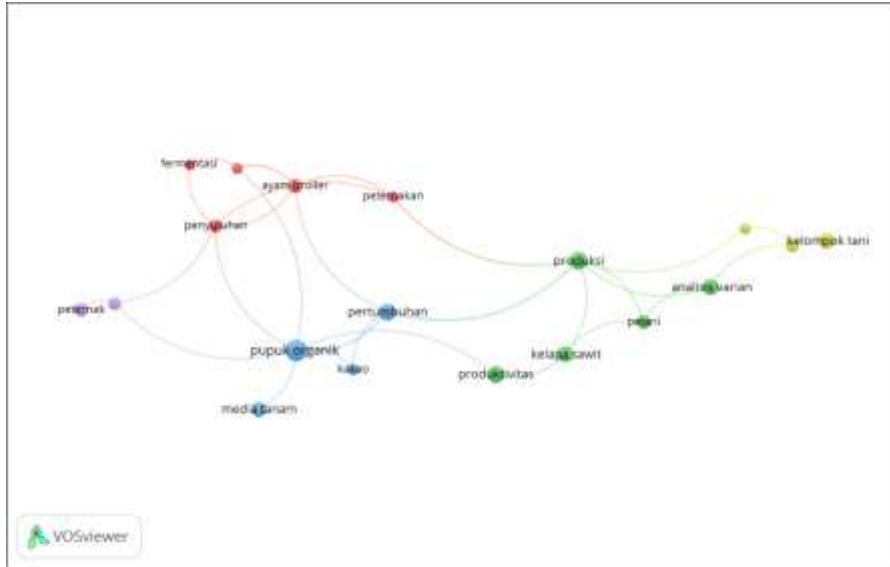 fermentasi
ayam broiler
peternakan
penyuluhan
produksi
kelompok tani
analisis varian
peternak
pertumbuhan
petani
pupuk organik
kelapa sawit
kakao
produktivitas
media tanam
VOSviewer